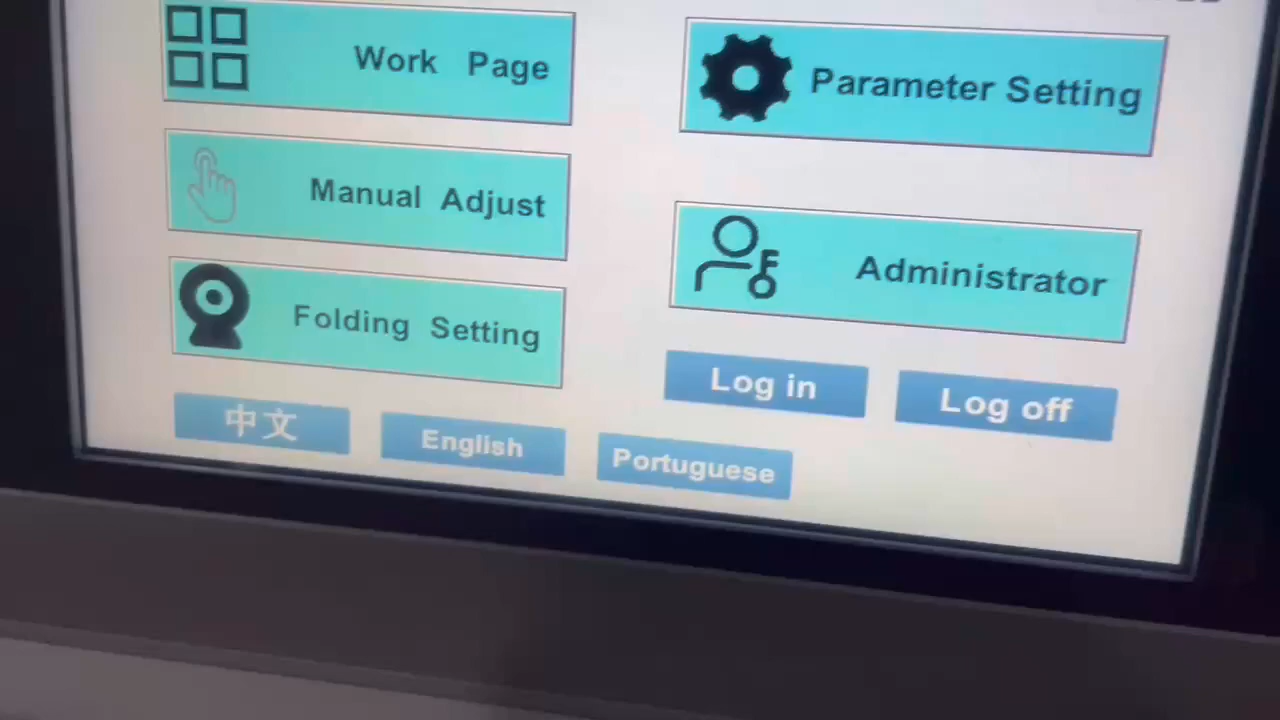 Work Page
Parameter Setting
Manual Adjust
Administrator
Folding Setting
Log in
Log off
中文
English
Portuguese